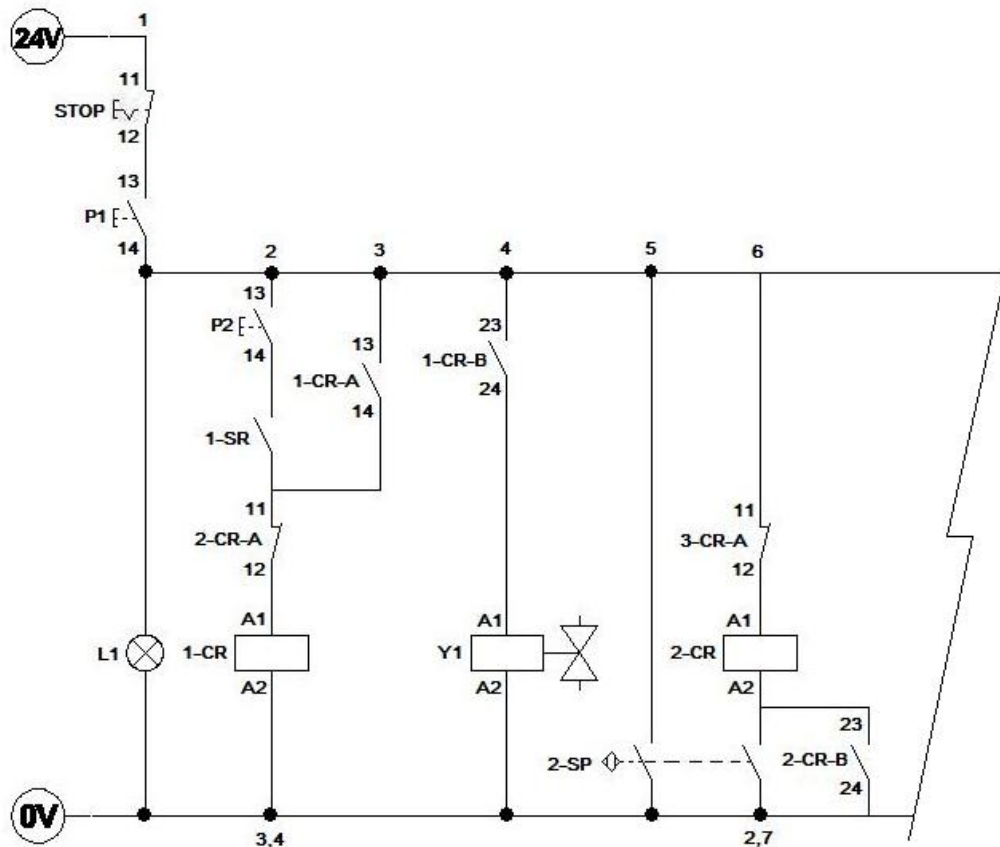 24V
1
11
STOP
12
13
P1
14
2
3
4
5
6
13
P2
14
13
1-CR-A
14
23
1-CR-B
24
1-SR
11
2-CR-A
12
11
3-CR-A
12
L1
A1
1-CR
A2
A1
Y1
A2
A1
2-CR
A2
2-SP
23
2-CR-B
24
0V
3,4
2,7